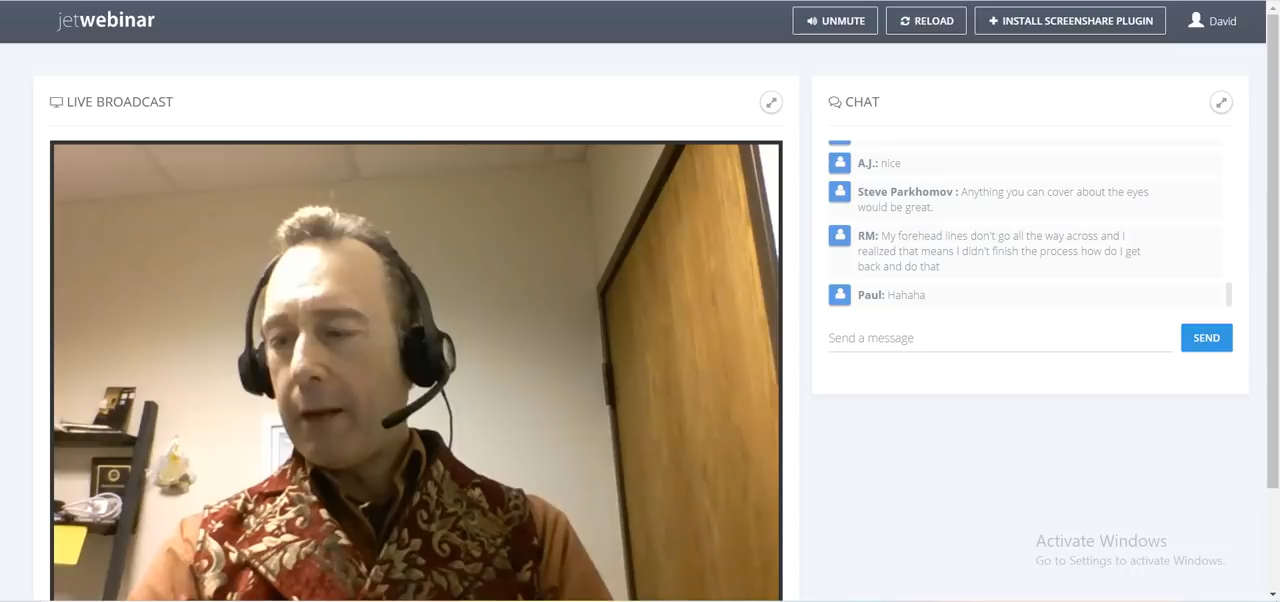 jetwebinar
UNMUTE
RELOAD
INSTALL SCREENSHARE PLUGIN
David
LIVE BROADCAST
CHAT
A.J.: nice
Steve Parkhomov : Anything you can cover about the eyes
would be great.
RM: My forehead lines don't go all the way across and I
realized that means I didn't finish the process how do I get
back and do that
Paul: Hahaha
Send a message
SEND
Activate Windows
Go to Settings to activate Windows.